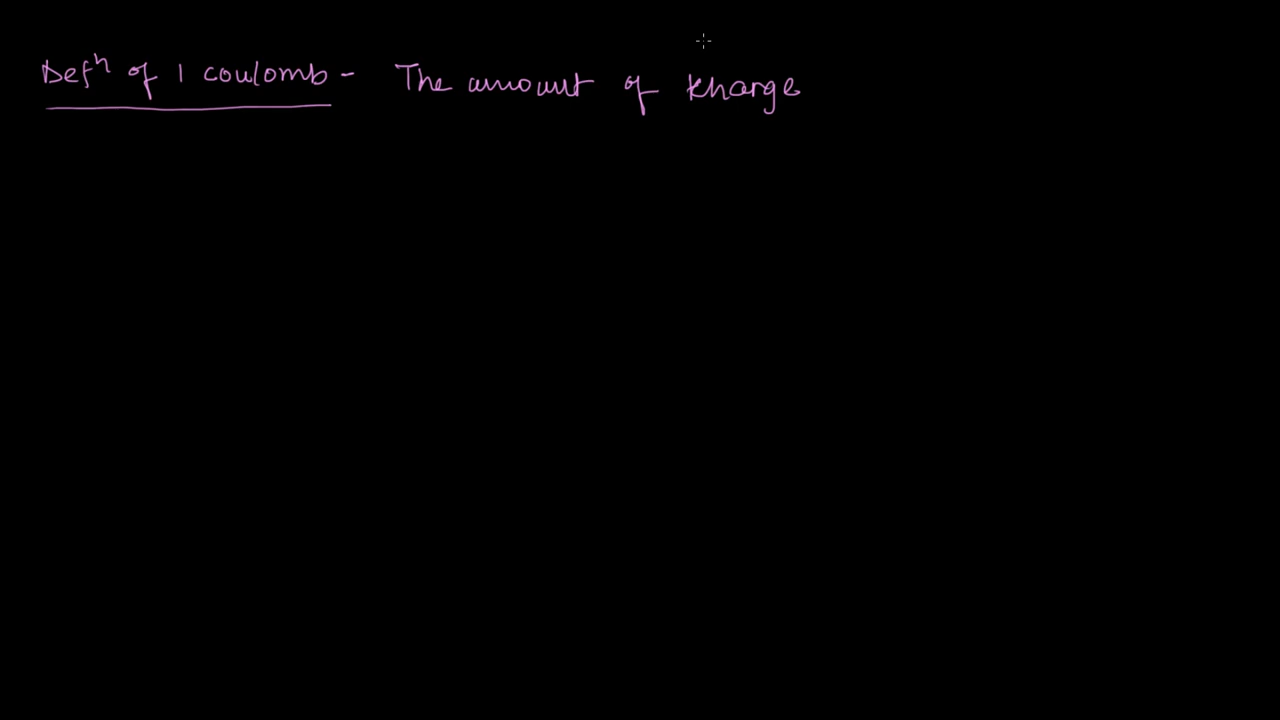 Defⁿ of 1 coulomb - The amount of charge